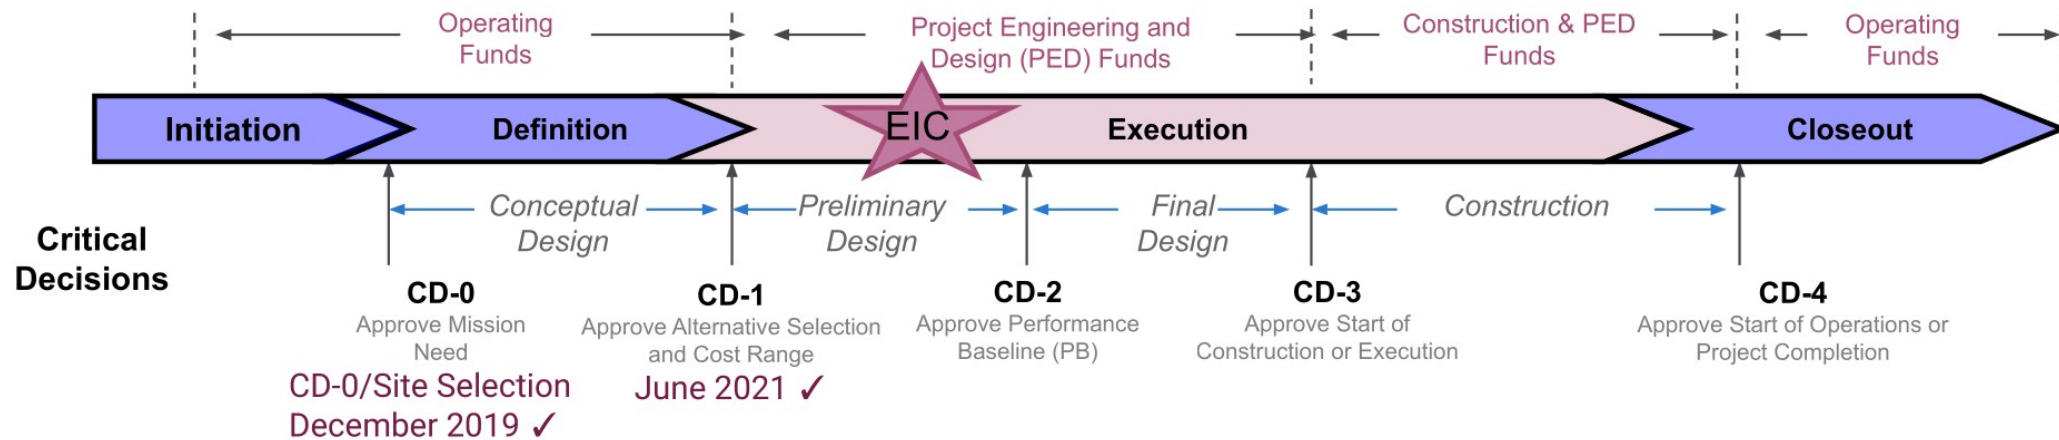 Operating
Funds
Project Engineering and
Design (PED) Funds
Construction & PED
Funds
Operating
Funds
Initiation
Definition
EIC
Execution
Closeout
Conceptual
Design
Preliminary
Design
Final
Design
Construction
Critical
Decisions
CD-0
Approve Mission
Need
CD-0/Site Selection
December 2019 ✓
CD-1
Approve Alternative Selection
and Cost Range
June 2021 ✓
CD-2
Approve Performance
Baseline (PB)
CD-3
Approve Start of
Construction or Execution
CD-4
Approve Start of Operations or
Project Completion